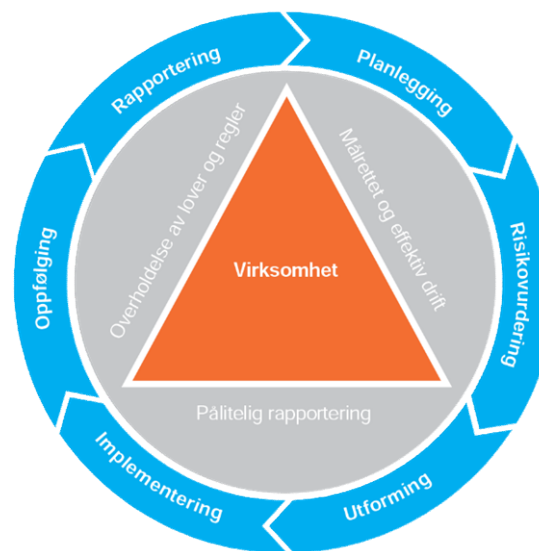 Rapportering
Planlegging
Risikovurdering
Utforming
Implementering
Oppfølging
Overholdelse av lover og regler
Målrettet og effektiv drift
Pålitelig rapportering
Virksomhet